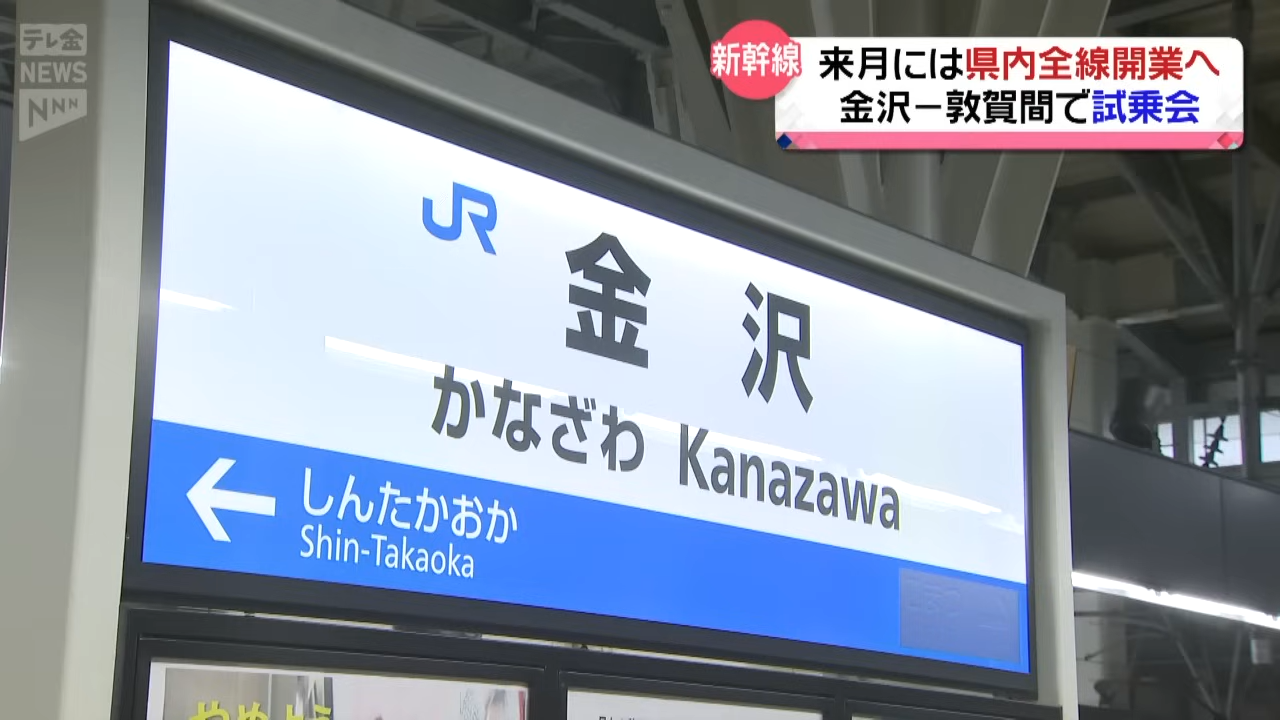 テレ金
NEWS
NNN
新幹線
来月には県内全線開業へ
金沢ー敦賀間で試乗会
JR
金沢
かなざわ Kanazawa
しんたかおか
Shin-Takaoka